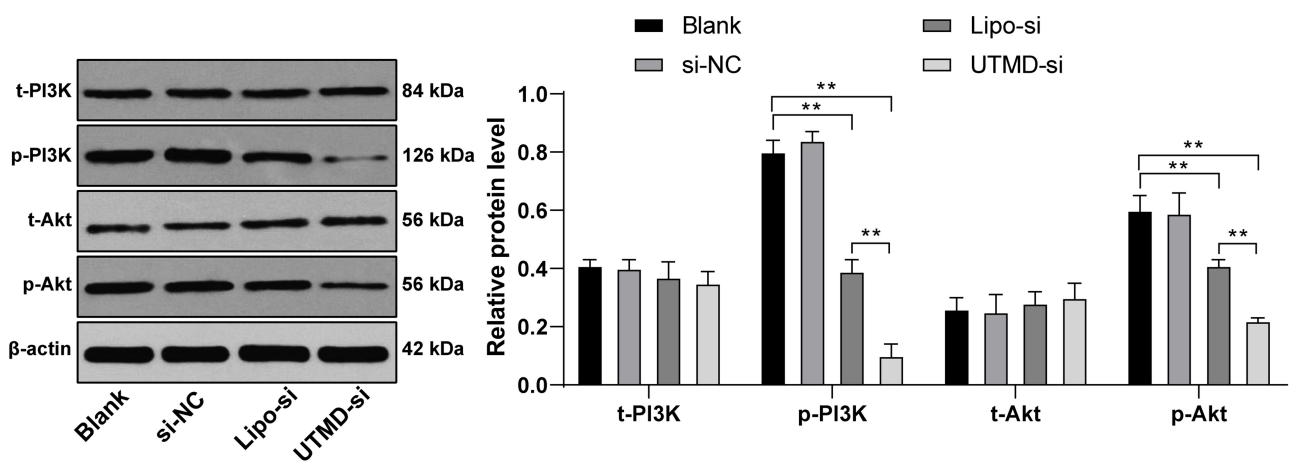 t-PI3K 84 kDa
p-PI3K 126 kDa
t-Akt 56 kDa
p-Akt 56 kDa
β-actin 42 kDa
Blank si-NC Lipo-si UTMD-si
Blank Lipo-si
si-NC UTMD-si
Relative protein level
1.0
0.8
0.6
0.4
0.2
0.0
**
**
**
**
**
**
t-PI3K p-PI3K t-Akt p-Akt